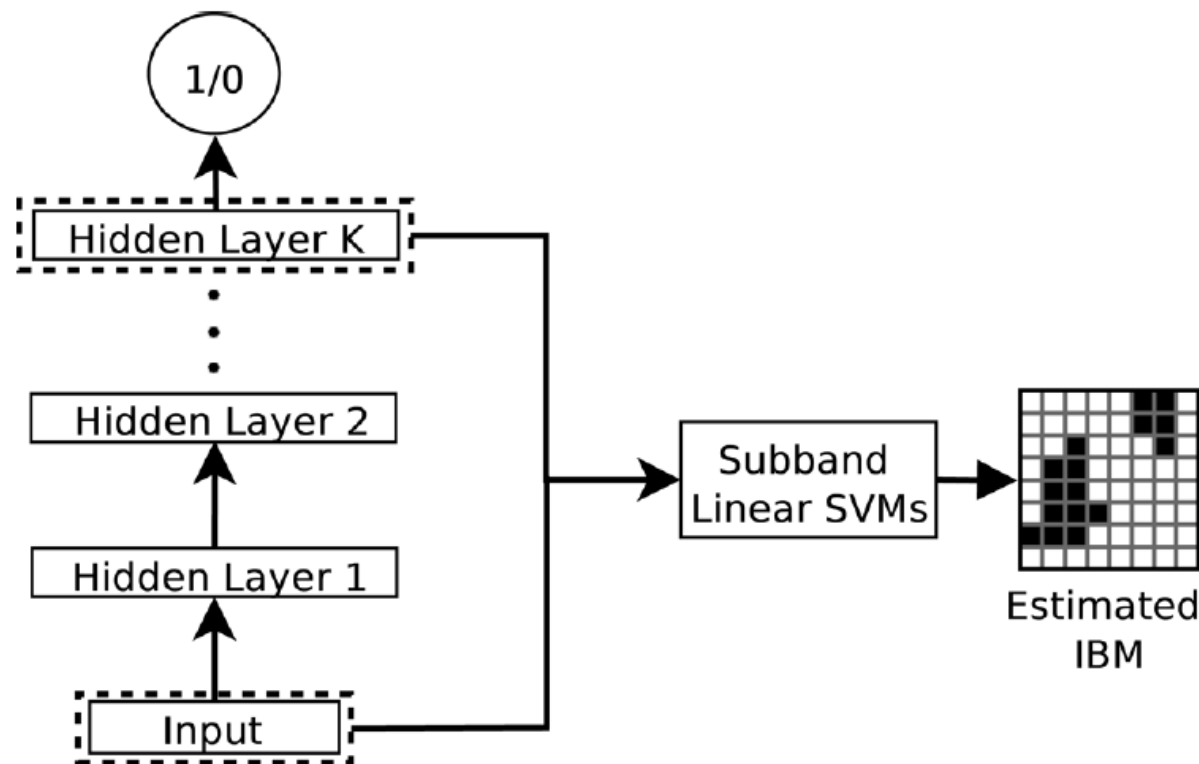 1/0
Hidden Layer K
Hidden Layer 2
Hidden Layer 1
Input
Subband
Linear SVMs
Estimated
IBM